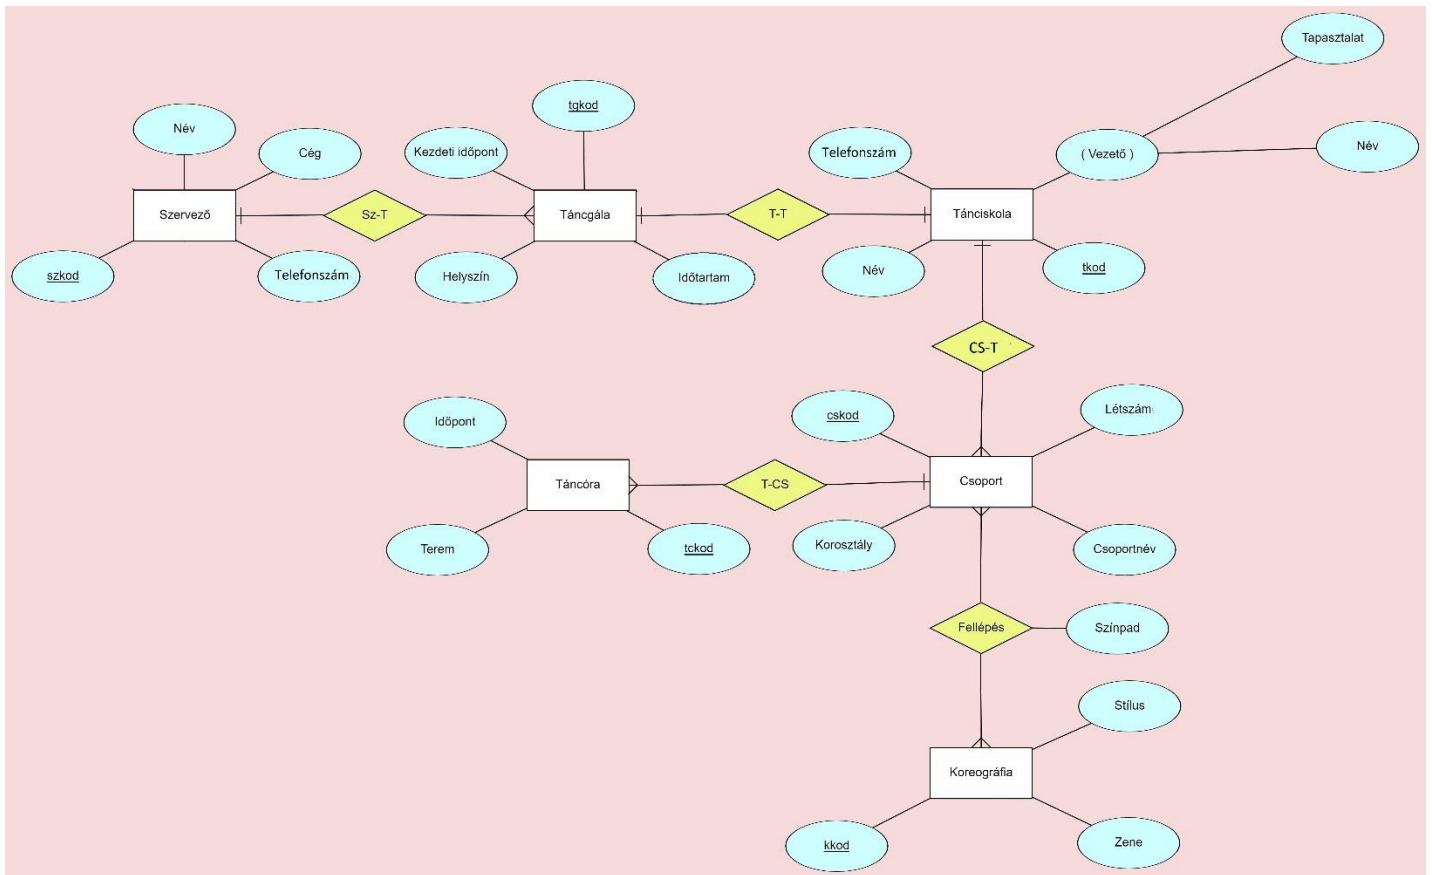 Tapasztalat
tgkod
Név
Név
Cég
Kezdeti időpont
Telefonszám
( Vezető )
Szervező
Sz-T
Táncgála
T-T
Tánciskola
szkod
Telefonszám
Helyszín
Időtartam
Név
tkod
CS-T
Időpont
cskod
Létszám
Táncóra
T-CS
Csoport
Terem
tckod
Korosztály
Csoportnév
Fellépés
Színpad
Stílus
Koreográfia
kkod
Zene